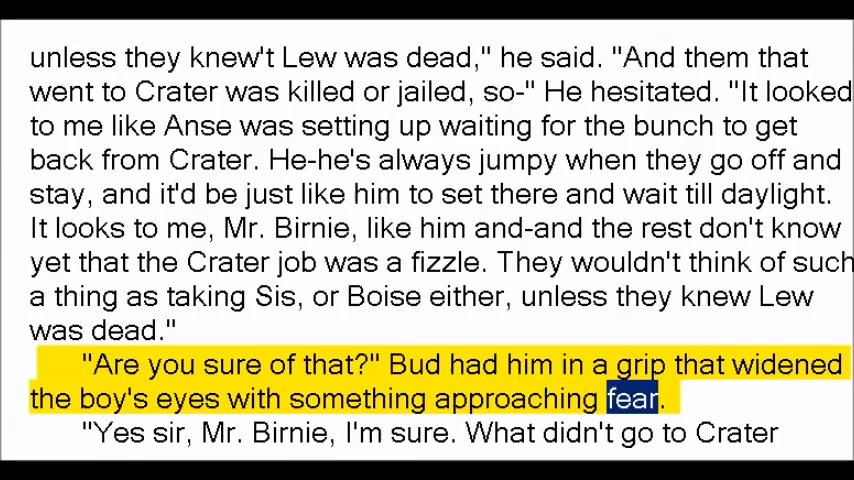 unless they knew't Lew was dead," he said. "And them that
went to Crater was killed or jailed, so-" He hesitated. "It looked
to me like Anse was setting up waiting for the bunch to get
back from Crater. He-he's always jumpy when they go off and
stay, and it'd be just like him to set there and wait till daylight.
It looks to me, Mr. Birnie, like him and-and the rest don't know
yet that the Crater job was a fizzle. They wouldn't think of such
a thing as taking Sis, or Boise either, unless they knew Lew
was dead."
"Are you sure of that?" Bud had him in a grip that widened
the boy's eyes with something approaching fear.
"Yes sir, Mr. Birnie, I'm sure. What didn't go to Crater